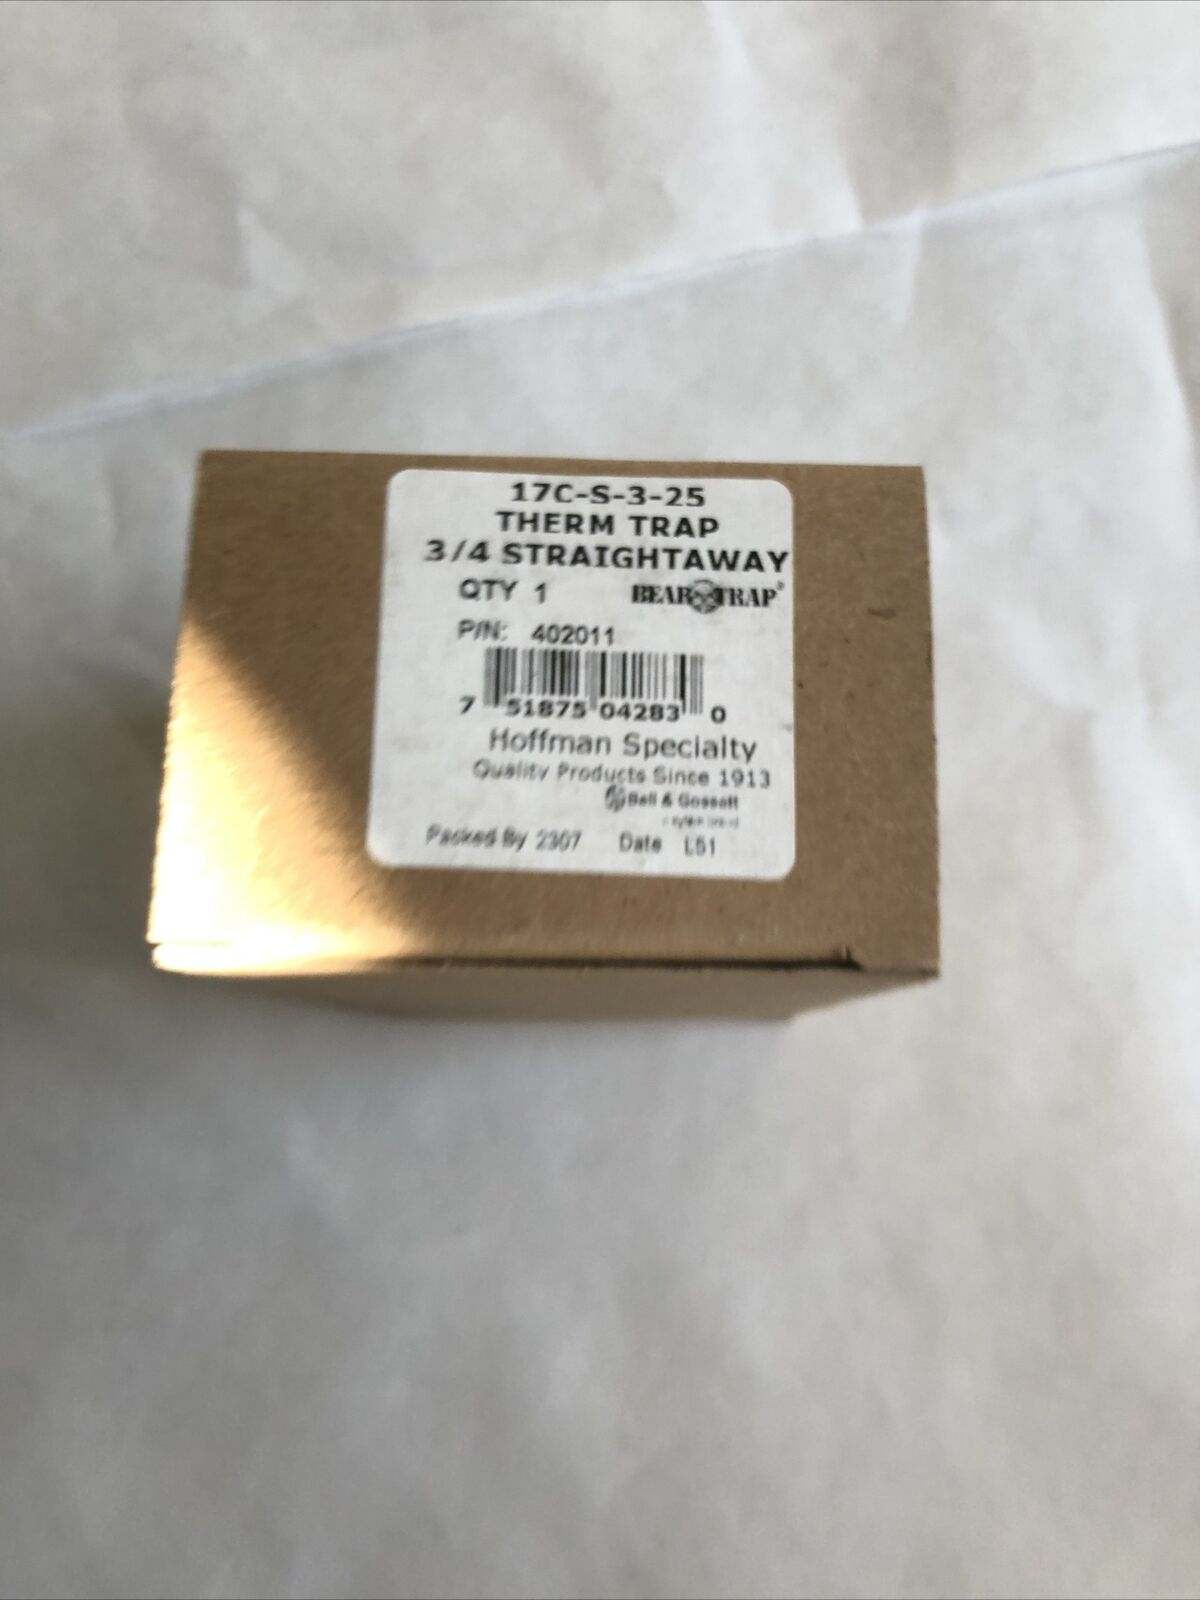 17C-S-3-25
THERM TRAP
3/4 STRAIGHTAWAY
QTY 1 BEAR TRAP®
P/N: 402011
7 51875 04283 0
Hoffman Specialty
Quality Products Since 1913
Bell & Gossett
Packed By 2307 Date L51